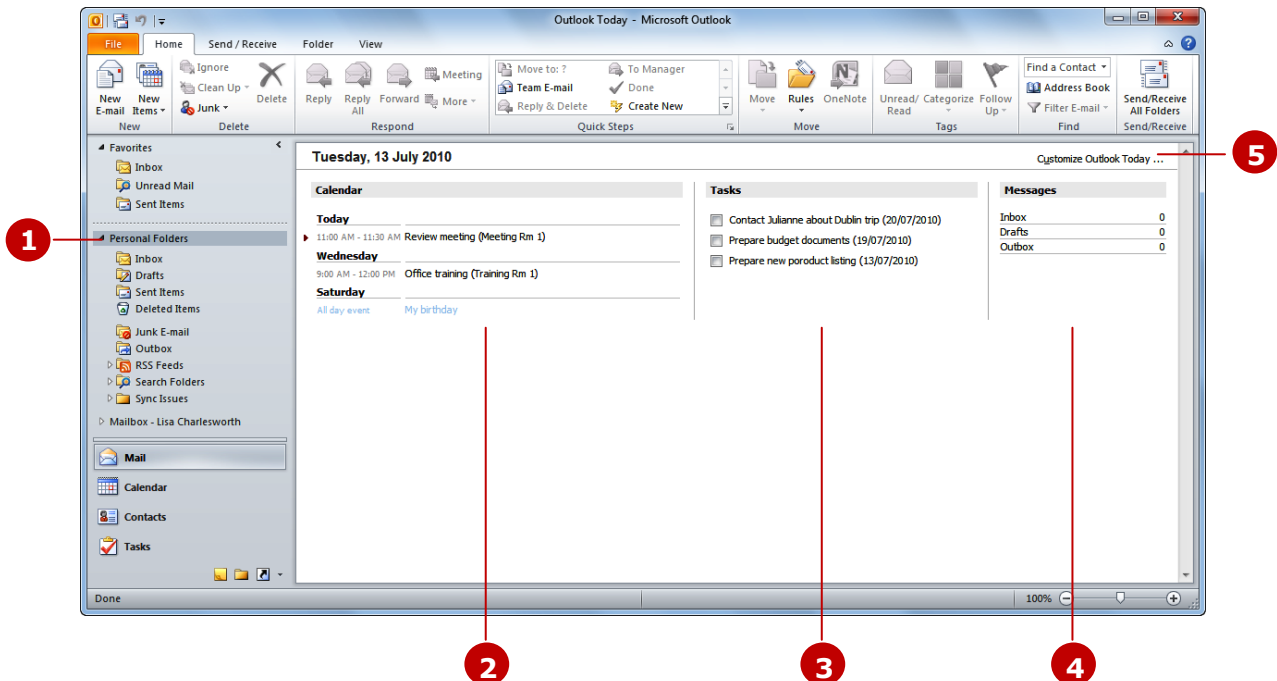 Outlook Today - Microsoft Outlook
File Home Send / Receive Folder View
New E-mail
New Items
New
Ignore
Clean Up
Junk
Delete
Delete
Reply
Reply All
Forward
Meeting
More
Respond
Move to: ?
Team E-mail
Reply & Delete
To Manager
Done
Create New
Quick Steps
Move
Rules
OneNote
Move
Unread/ Read
Categorize
Follow Up
Tags
Find a Contact
Address Book
Filter E-mail
Find
Send/Receive All Folders
Send/Receive
Favorites
Inbox
Unread Mail
Sent Items
1
Personal Folders
Inbox
Drafts
Sent Items
Deleted Items
Junk E-mail
Outbox
RSS Feeds
Search Folders
Sync Issues
Mailbox - Lisa Charlesworth
Mail
Calendar
Contacts
Tasks
Tuesday, 13 July 2010
Customize Outlook Today ...
5
Calendar
Today
11:00 AM - 11:30 AM Review meeting (Meeting Rm 1)
Wednesday
9:00 AM - 12:00 PM Office training (Training Rm 1)
Saturday
All day event My birthday
Tasks
Contact Julianne about Dublin trip (20/07/2010)
Prepare budget documents (19/07/2010)
Prepare new poroduct listing (13/07/2010)
Messages
Inbox 0
Drafts 0
Outbox 0
Done
100%
2
3
4